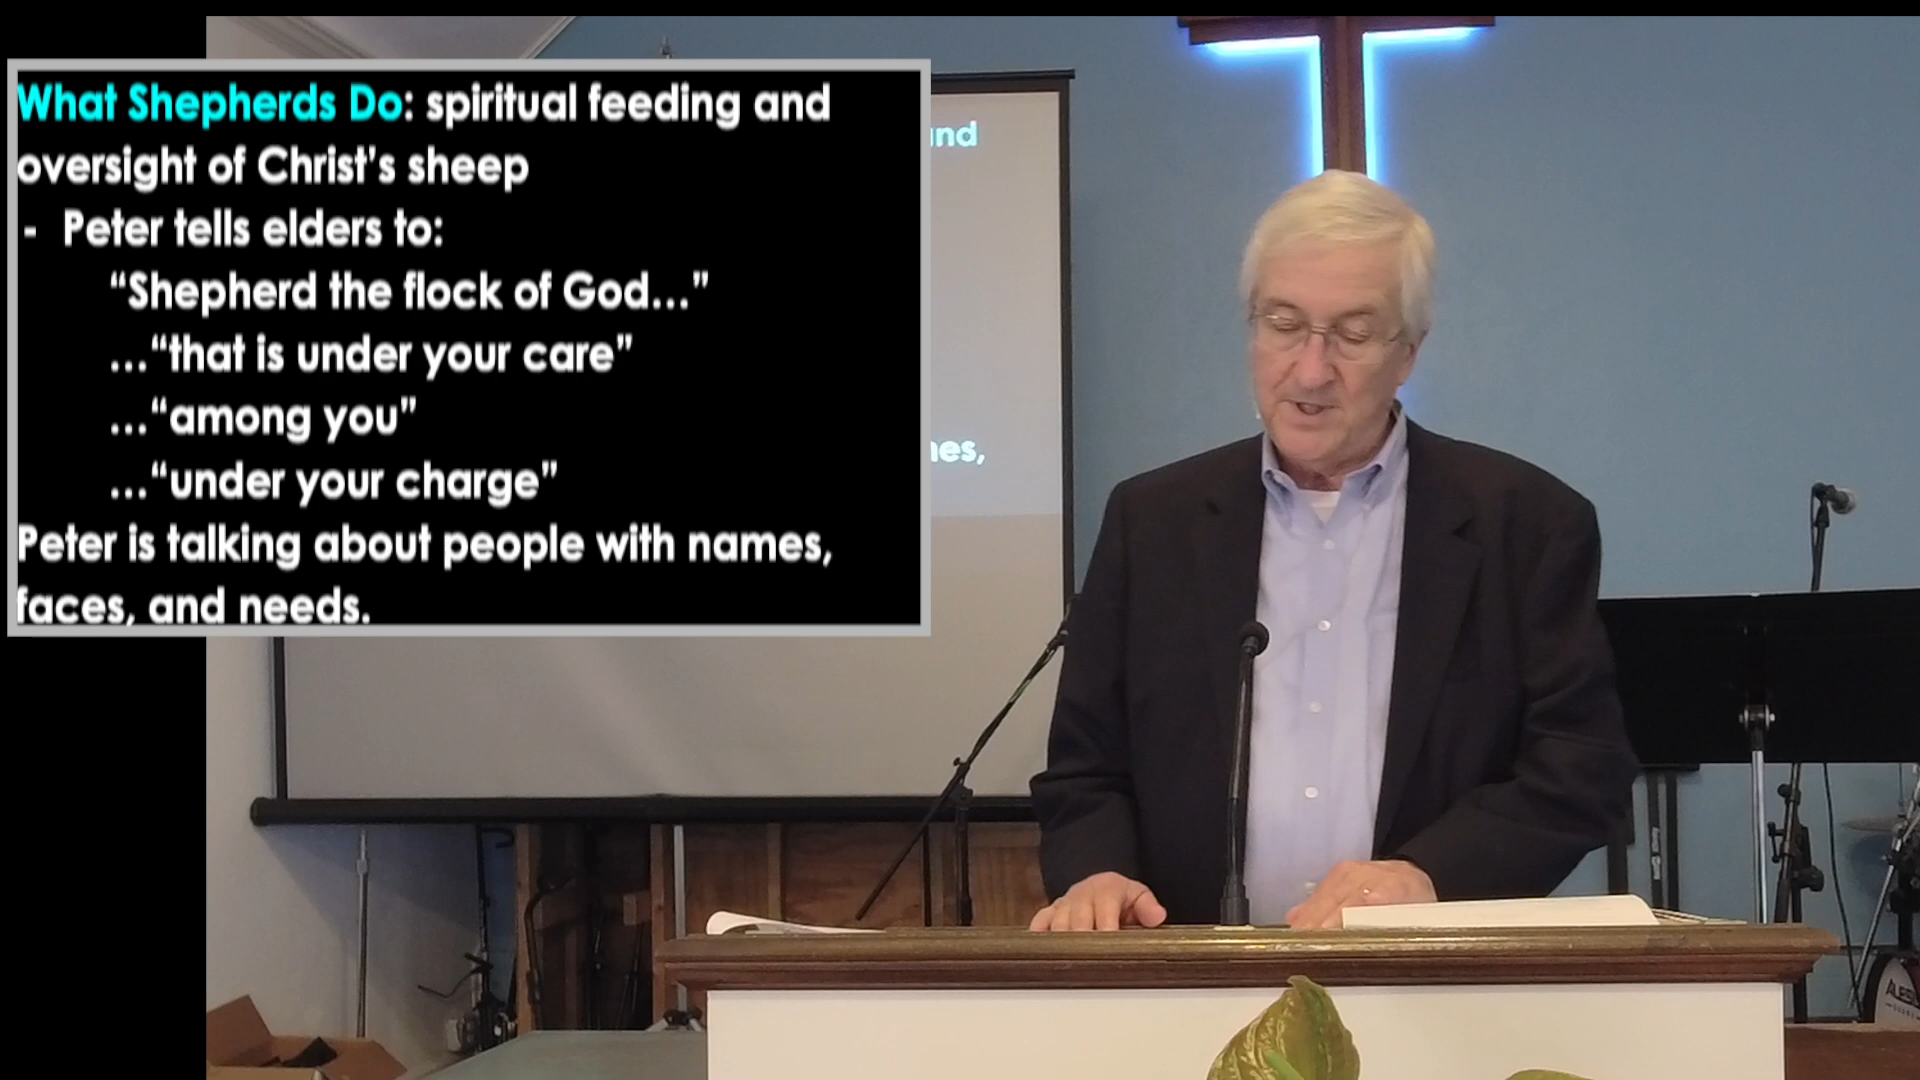 What Shepherds Do: spiritual feeding and
oversight of Christ’s sheep
- Peter tells elders to:
“Shepherd the flock of God...”
...“that is under your care”
...“among you”
...“under your charge”
Peter is talking about people with names,
faces, and needs.